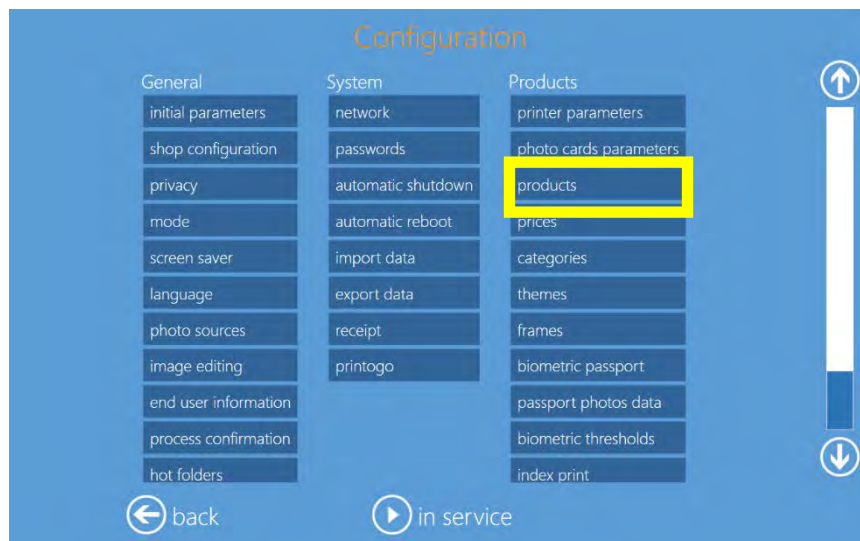 Configuration
General
initial parameters
shop configuration
privacy
mode
screen saver
language
photo sources
image editing
end user information
process confirmation
hot folders
System
network
passwords
automatic shutdown
automatic reboot
import data
export data
receipt
printogo
Products
printer parameters
photo cards parameters
products
prices
categories
themes
frames
biometric passport
passport photos data
biometric thresholds
index print
back
in service